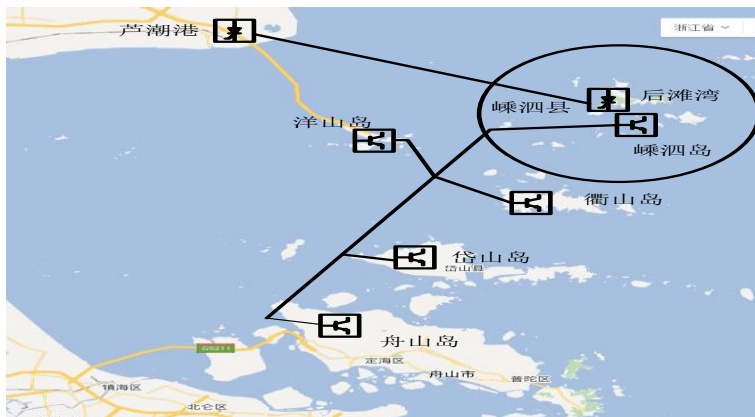 芦潮港
浙江省
后滩湾
嵊泗县
洋山岛
嵊泗岛
衢山岛
岱山岛
岱山县
舟山岛
G9211
定海区
舟山市
普陀区
镇海区
北仑区